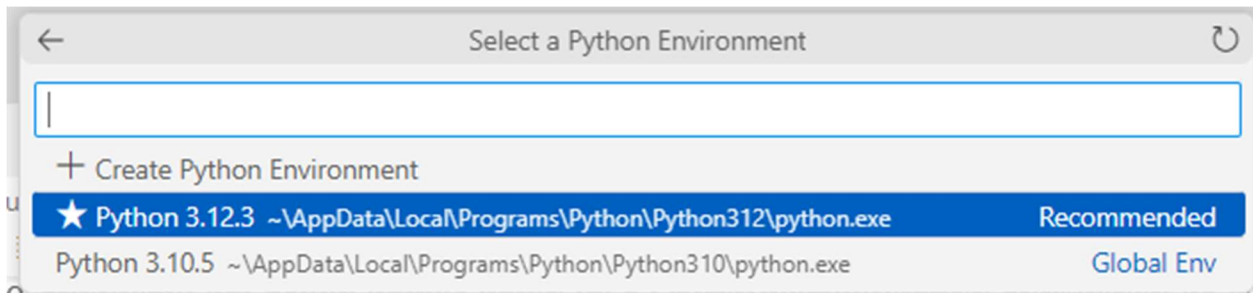 Select a Python Environment
Create Python Environment
Python 3.12.3 ~\AppData\Local\Programs\Python\Python312\python.exe Recommended
Python 3.10.5 ~\AppData\Local\Programs\Python\Python310\python.exe Global Env